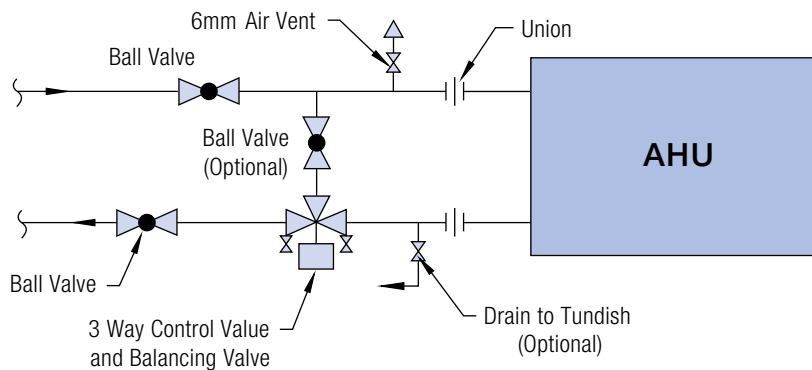 6mm Air Vent
Union
Ball Valve
Ball Valve
(Optional)
AHU
Ball Valve
3 Way Control Value
and Balancing Valve
Drain to Tundish
(Optional)